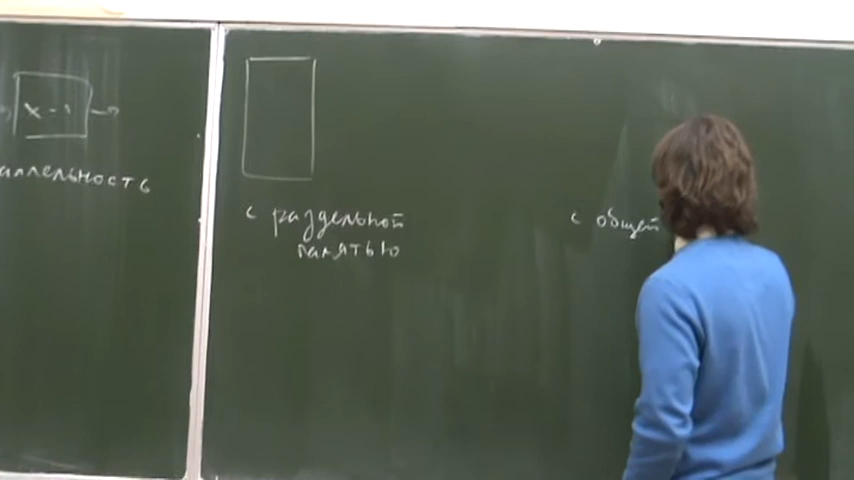 x - 1
аллельность
с раздельной
памятью
с общей